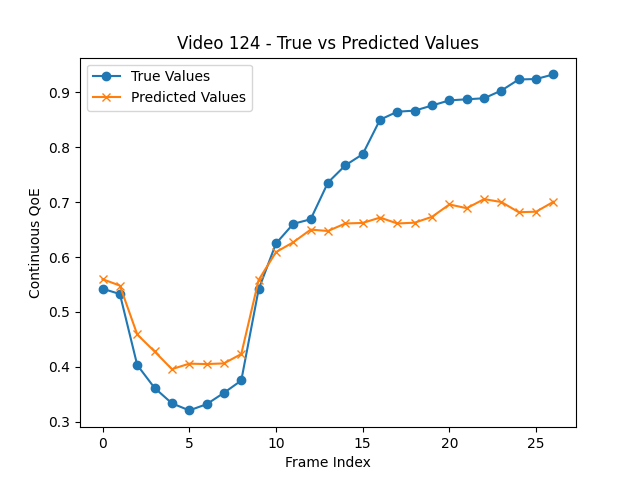 Video 124 - True vs Predicted Values
True Values
Predicted Values
Continuous QoE
0.9
0.8
0.7
0.6
0.5
0.4
0.3
0 5 10 15 20 25
Frame Index